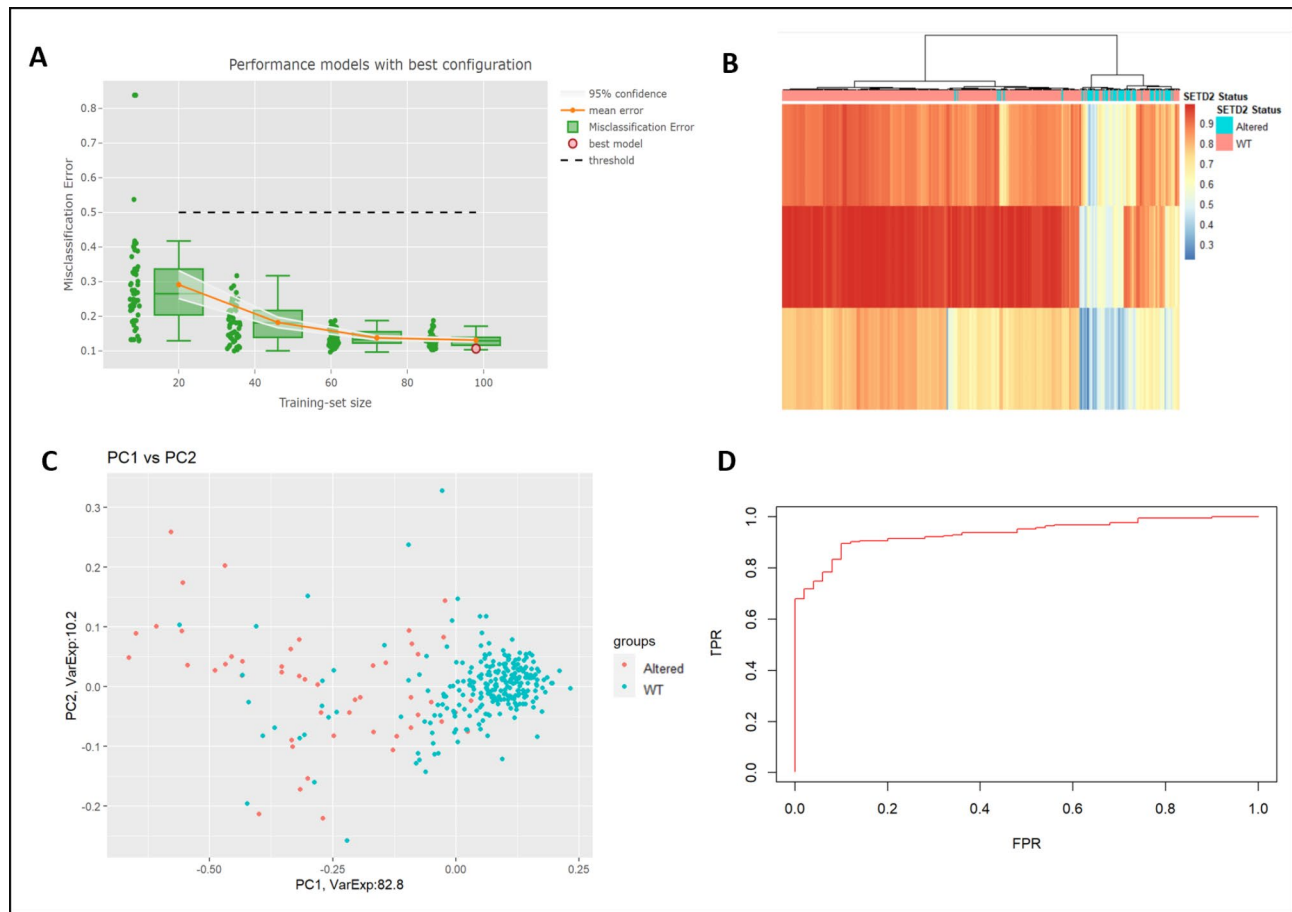 A
Performance models with best configuration
0.8
0.7
0.6
0.5
0.4
0.3
0.2
0.1
Misclassification Error
20
40
60
80
100
Training-set size
95% confidence
mean error
Misclassification Error
best model
threshold
B
SETD2 Status
0.9
0.8
0.7
0.6
0.5
0.4
0.3
SETD2 Status
Altered
WT
C
PC1 vs PC2
0.3
0.2
0.1
0.0
-0.1
-0.2
PC2, VarExp:10.2
-0.50
-0.25
0.00
0.25
PC1, VarExp:82.8
groups
Altered
WT
D
1.0
0.8
0.6
0.4
0.2
0.0
TPR
0.0
0.2
0.4
0.6
0.8
1.0
FPR